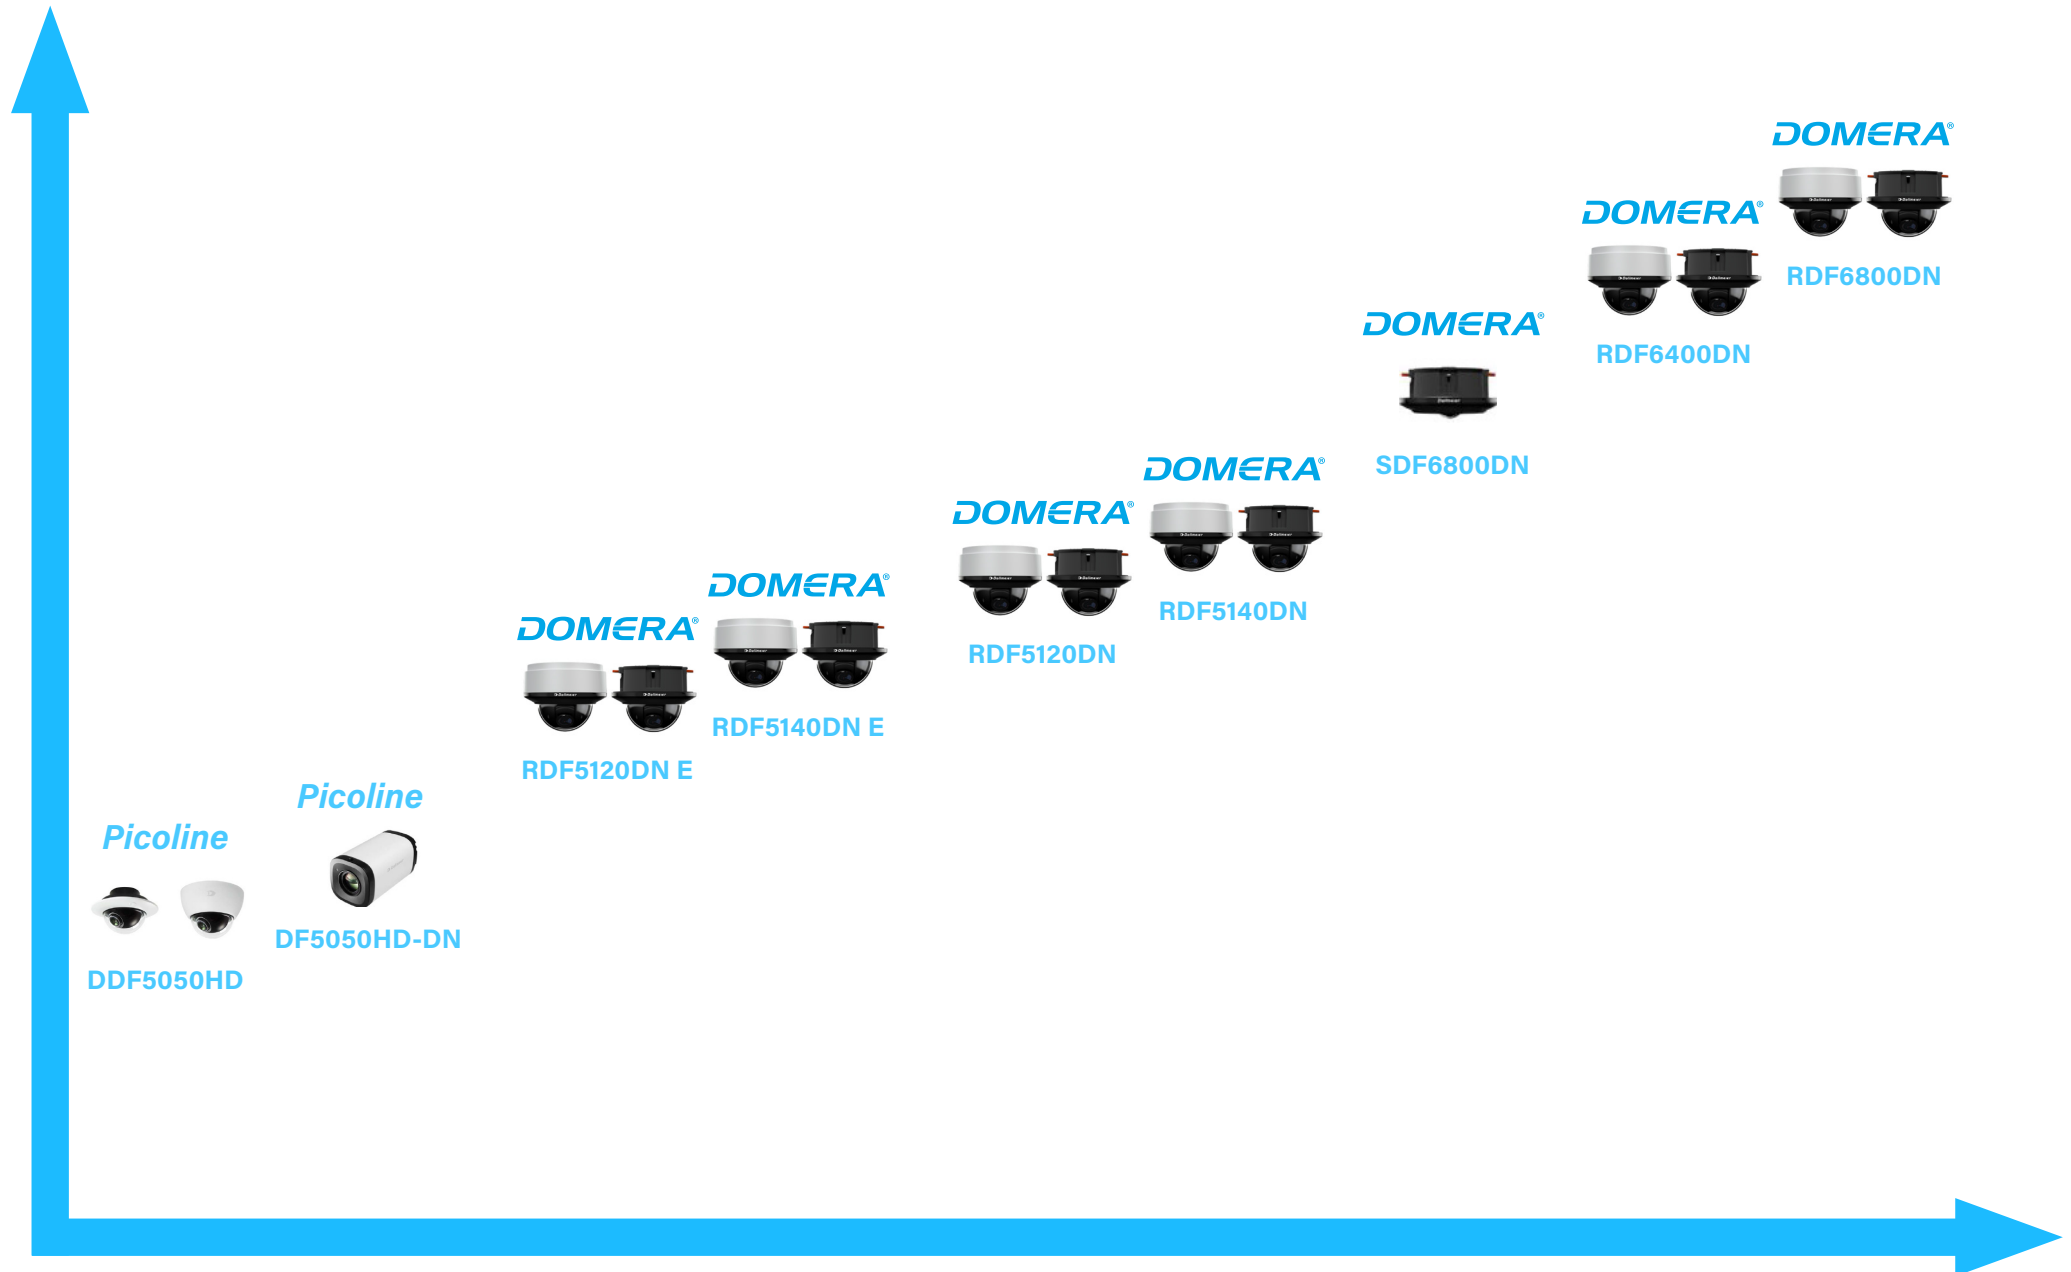 DOMERA®
RDF6800DN
DOMERA®
RDF6400DN
DOMERA®
SDF6800DN
DOMERA®
RDF5140DN
DOMERA®
RDF5120DN
DOMERA®
RDF5140DN E
DOMERA®
RDF5120DN E
Picoline
DF5050HD-DN
Picoline
DDF5050HD